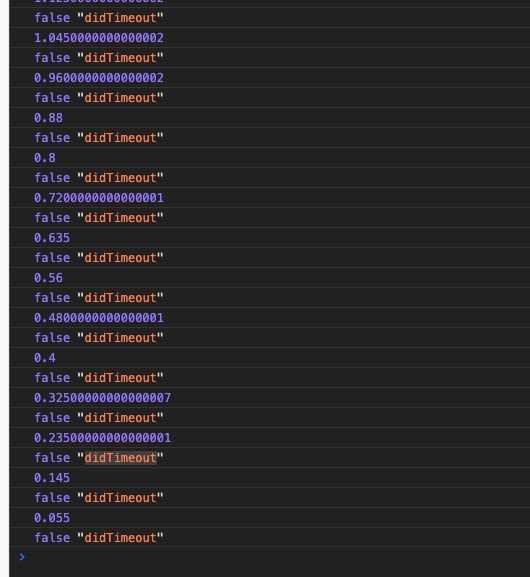 false "didTimeout"
1.0450000000000002
false "didTimeout"
0.9600000000000002
false "didTimeout"
0.88
false "didTimeout"
0.8
false "didTimeout"
0.7200000000000001
false "didTimeout"
0.635
false "didTimeout"
0.56
false "didTimeout"
0.4800000000000001
false "didTimeout"
0.4
false "didTimeout"
0.32500000000000007
false "didTimeout"
0.23500000000000001
false "didTimeout"
0.145
false "didTimeout"
0.055
false "didTimeout"
>